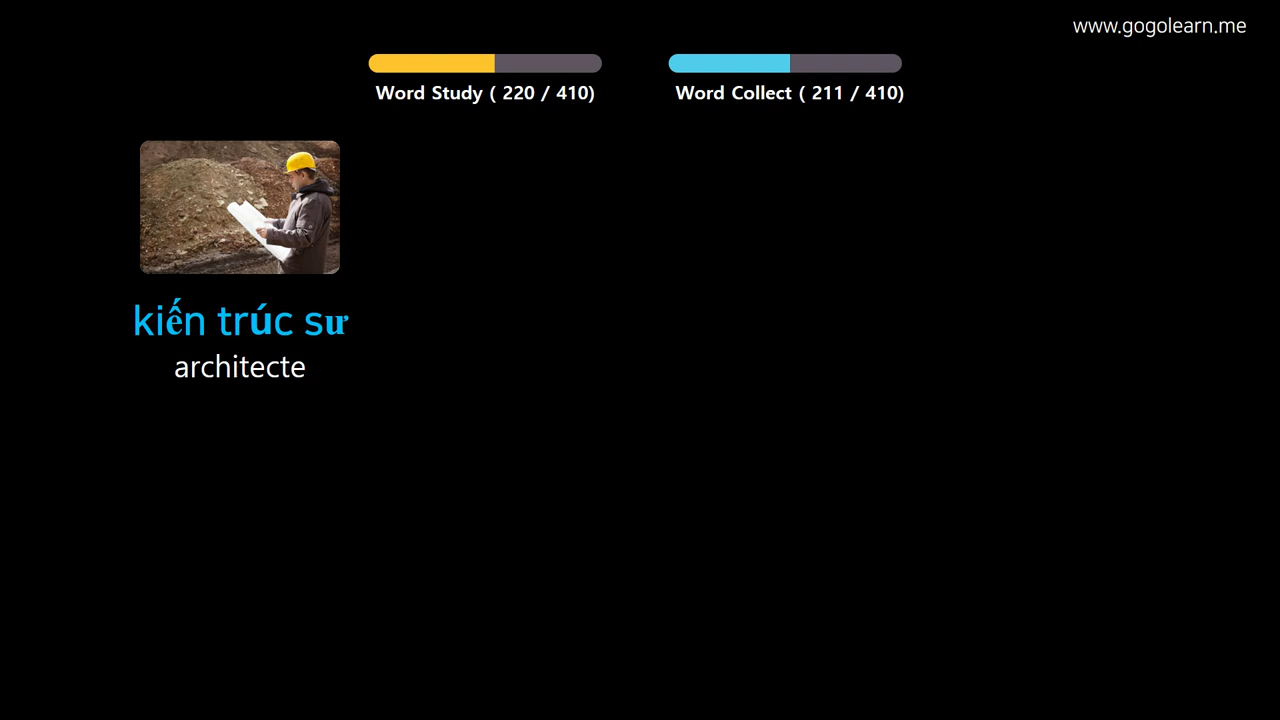 www.gogolearn.me
Word Study ( 220 / 410)
Word Collect ( 211 / 410)
kiến trúc sư
architecte